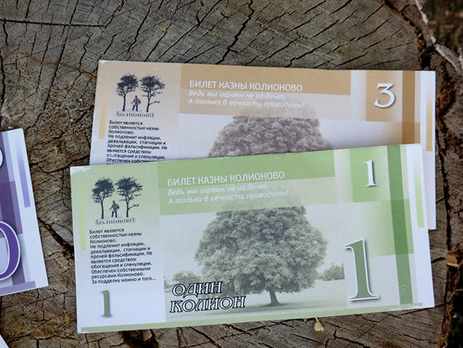 БИЛЕТ КАЗНЫ КОЛИОНОВО
Ведь мы играем не из денег,
А только б вечность проводить!
3
КОЛИОНОВО
Билет является
собственностью казны
Колионово.
Не подлежит инфляции,
девальвации, стагнации и
прочей фальсификации. Не
является средством
обогащения и спекуляции.
Обеспечен собственными
БИЛЕТ КАЗНЫ КОЛИОНОВО
Ведь мы играем не из денег,
А только б вечность проводить!
1
КОЛИОНОВО
Билет является
собственностью казны
Колионово.
Не подлежит инфляции,
девальвации, стагнации и
прочей фальсификации. Не
является средством
обогащения и спекуляции.
Обеспечен собственными
ресурсами Колионово.
За подделку можно и того...
1
ОДИН
КОЛИОН
1
0